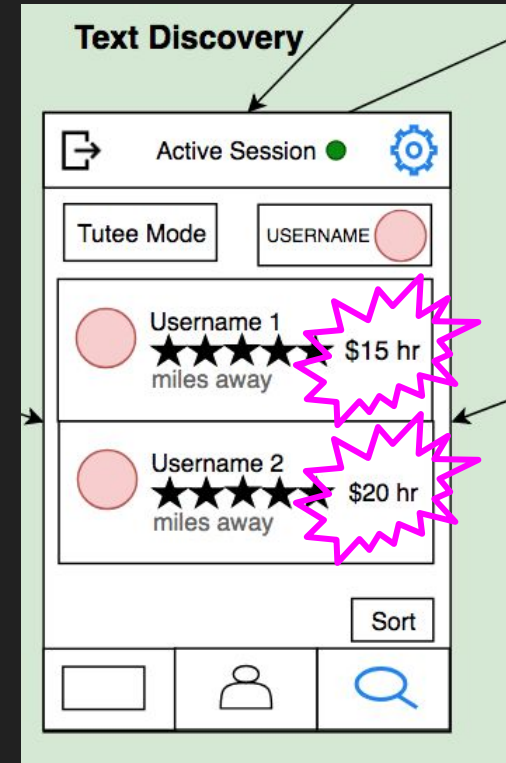 Text Discovery
Active Session
Tutee Mode
USERNAME
Username 1
$15 hr
miles away
Username 2
$20 hr
miles away
Sort